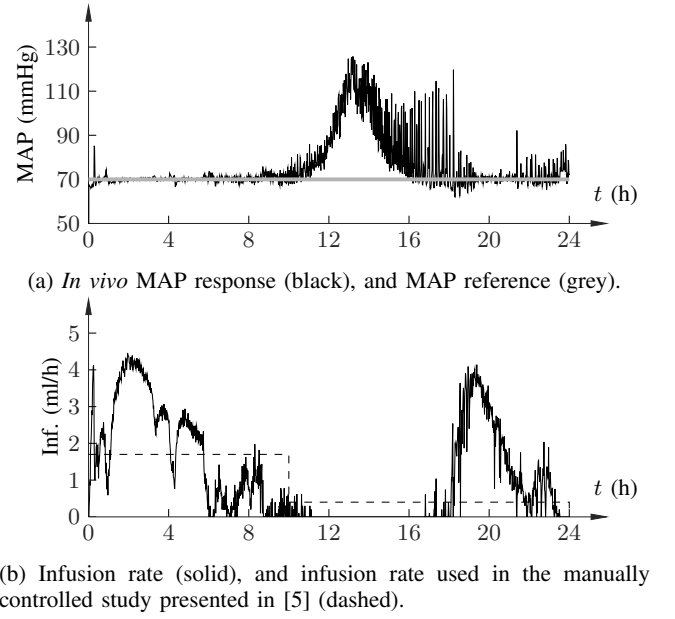 130
110
90
70
50
MAP (mmHg)
t (h)
0 4 8 12 16 20 24
(a) In vivo MAP response (black), and MAP reference (grey).
5
4
3
2
1
0
Inf. (ml/h)
t (h)
0 4 8 12 16 20 24
(b) Infusion rate (solid), and infusion rate used in the manually
controlled study presented in [5] (dashed).